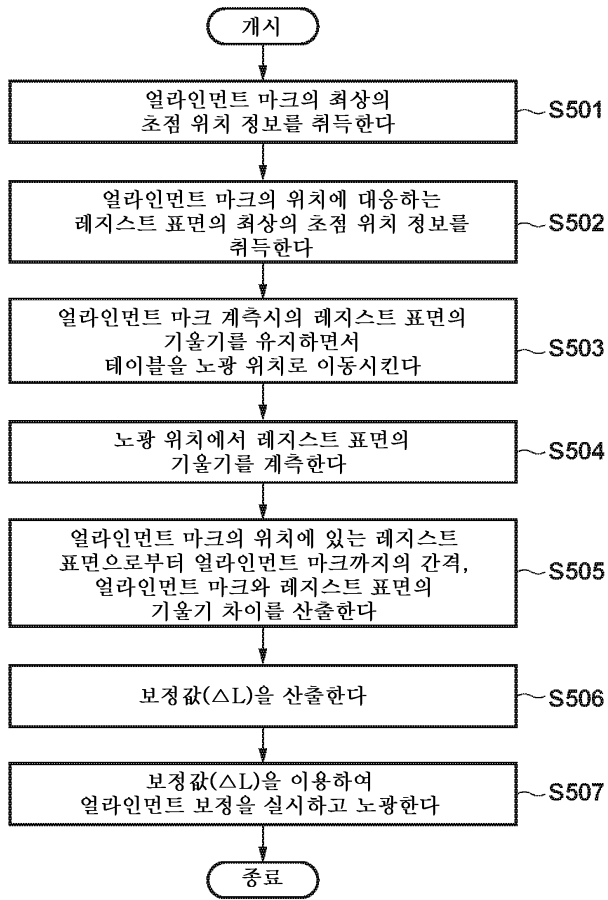 개시
얼라인먼트 마크의 최상의
초점 위치 정보를 취득한다
S501
얼라인먼트 마크의 위치에 대응하는
레지스트 표면의 최상의 초점 위치 정보를
취득한다
S502
얼라인먼트 마크 계측시의 레지스트 표면의
기울기를 유지하면서
테이블을 노광 위치로 이동시킨다
S503
노광 위치에서 레지스트 표면의
기울기를 계측한다
S504
얼라인먼트 마크의 위치에 있는 레지스트
표면으로부터 얼라인먼트 마크까지의 간격,
얼라인먼트 마크와 레지스트 표면의
기울기 차이를 산출한다
S505
보정값(△L)을 산출한다
S506
보정값(△L)을 이용하여
얼라인먼트 보정을 실시하고 노광한다
S507
종료